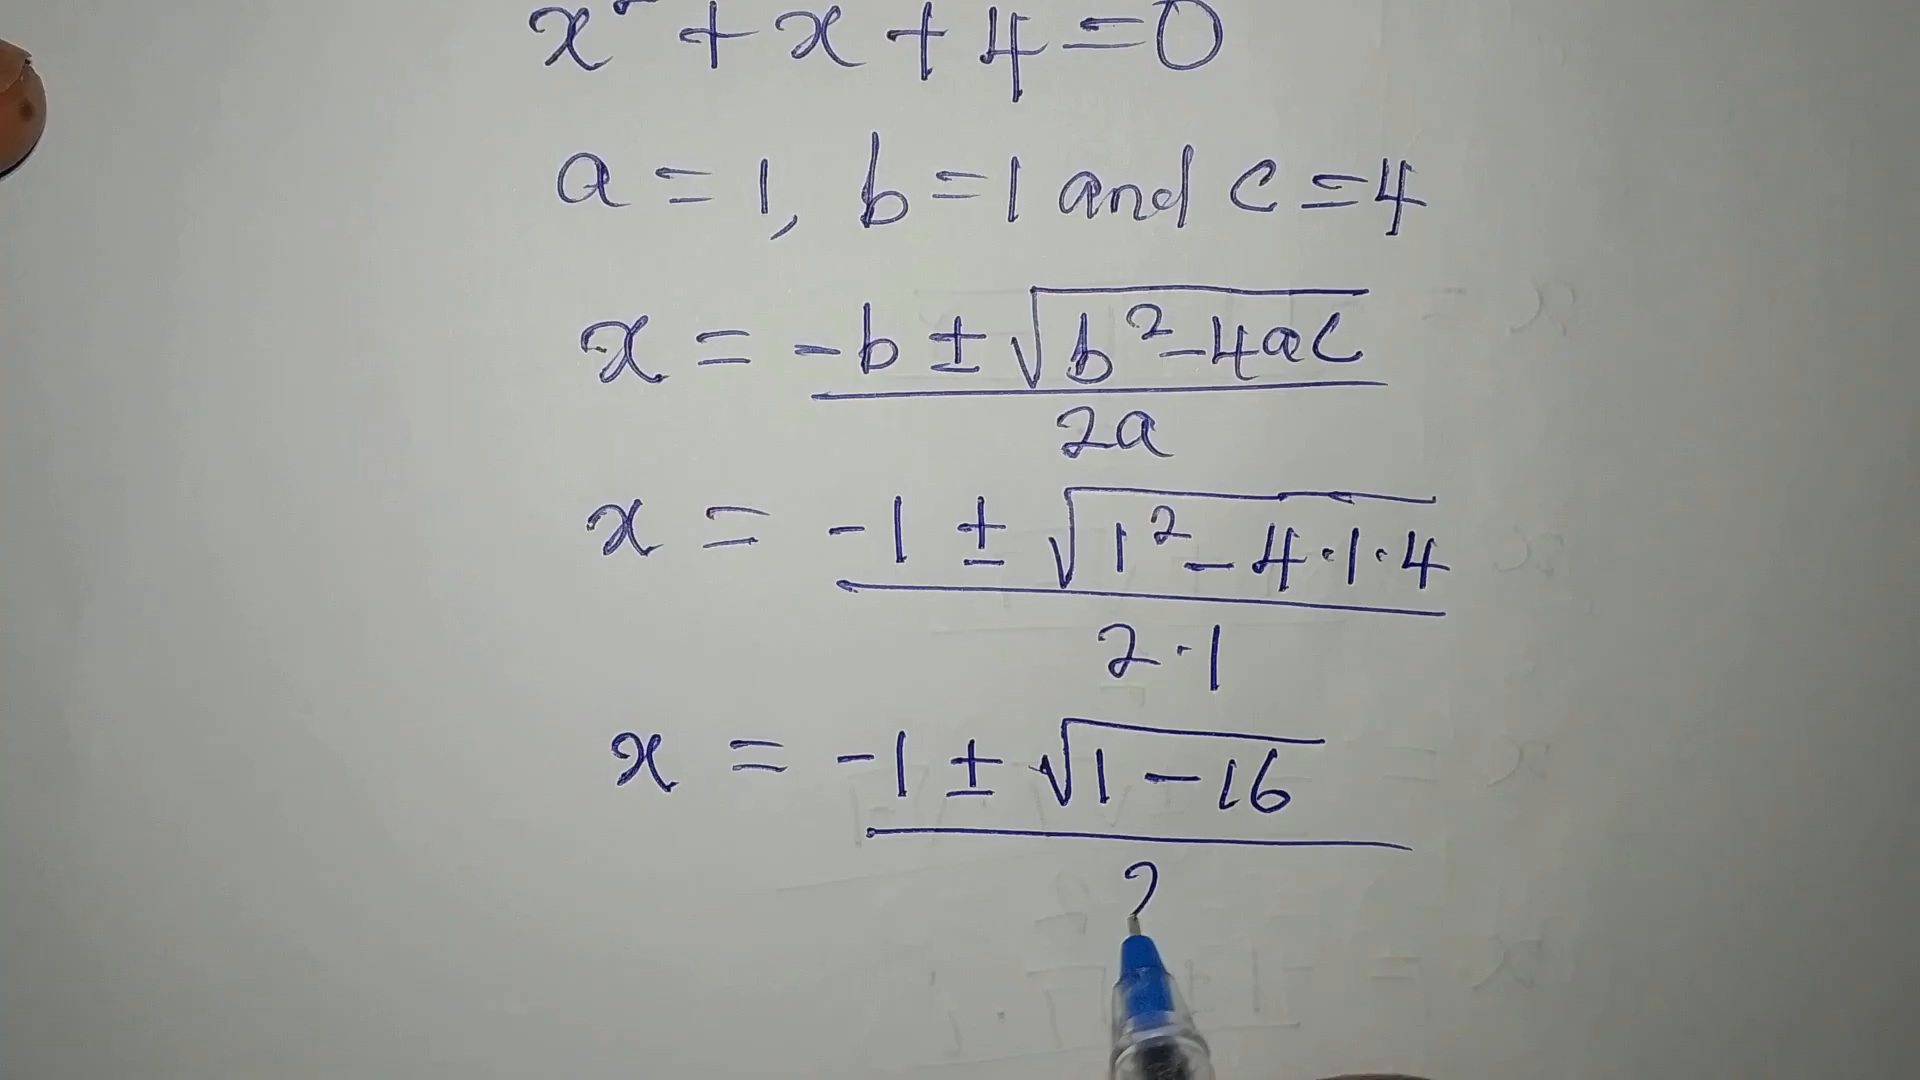 x² + x + 4 = 0
a = 1, b = 1 and c = 4
x = -b ± √b² - 4ac
2a
x = -1 ± √1² - 4·1·4
2·1
x = -1 ± √1 - 16
2